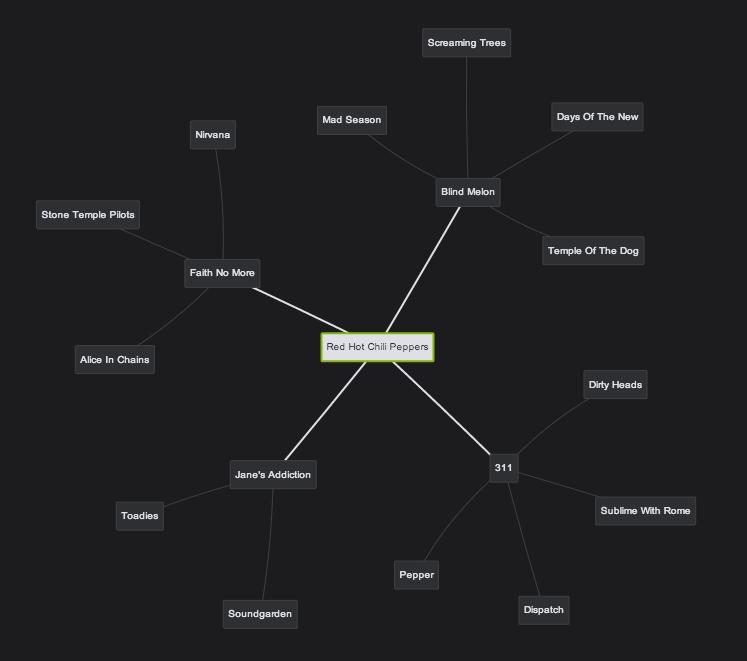 Screaming Trees
Days Of The New
Mad Season
Nirvana
Blind Melon
Stone Temple Pilots
Temple Of The Dog
Faith No More
Red Hot Chili Peppers
Alice In Chains
Dirty Heads
311
Jane's Addiction
Sublime With Rome
Toadies
Pepper
Dispatch
Soundgarden